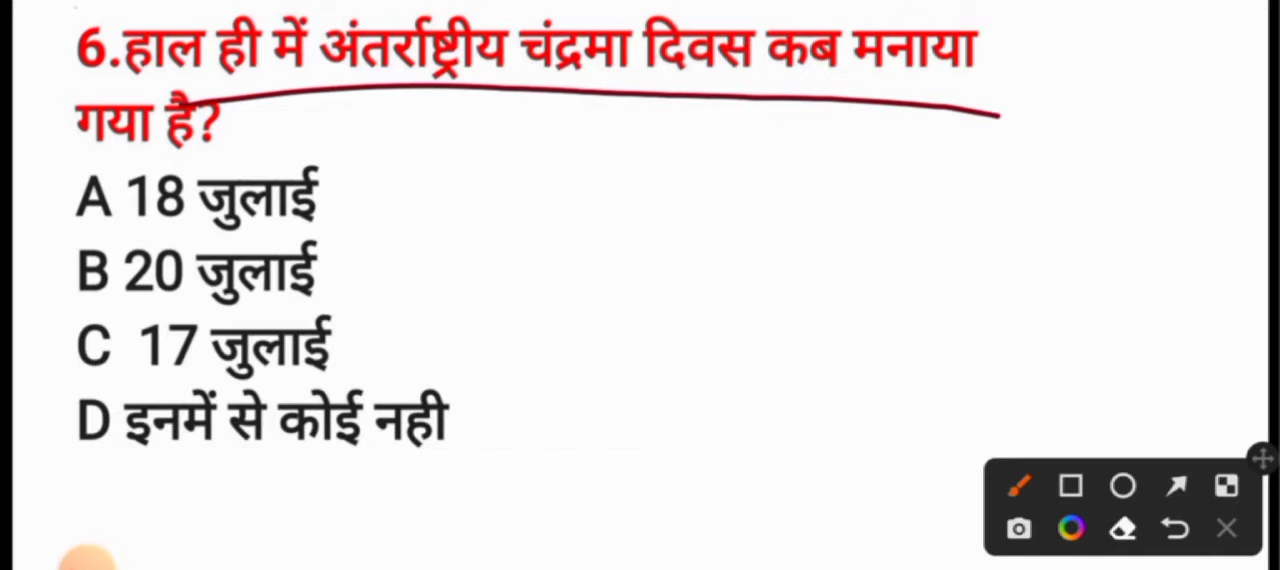 6.हाल ही में अंतर्राष्ट्रीय चंद्रमा दिवस कब मनाया
गया है?
A 18 जुलाई
B 20 जुलाई
C 17 जुलाई
D इनमें से कोई नही